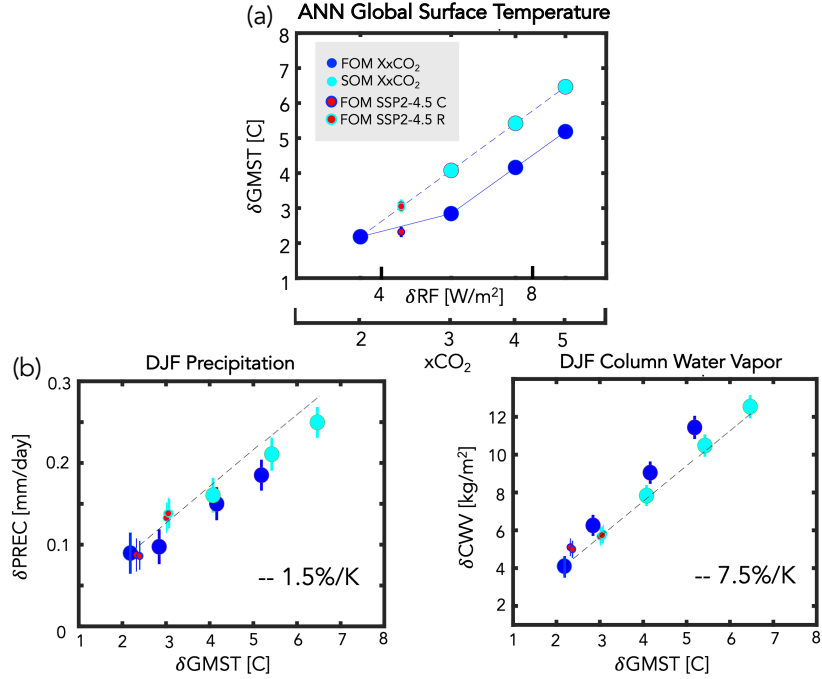 (a) ANN Global Surface Temperature
8
7
6
5
4
3
2
1
δGMST [C]
FOM XxCO₂
SOM XxCO₂
FOM SSP2-4.5 C
FOM SSP2-4.5 R
4 δRF [W/m²] 8
2 3 4 5
xCO₂
(b) DJF Precipitation
0.3
0.2
0.1
0
δPREC [mm/day]
-- 1.5%/K
1 2 3 4 5 6 7 8
δGMST [C]
DJF Column Water Vapor
12
10
8
6
4
2
δCWV [kg/m²]
-- 7.5%/K
1 2 3 4 5 6 7 8
δGMST [C]